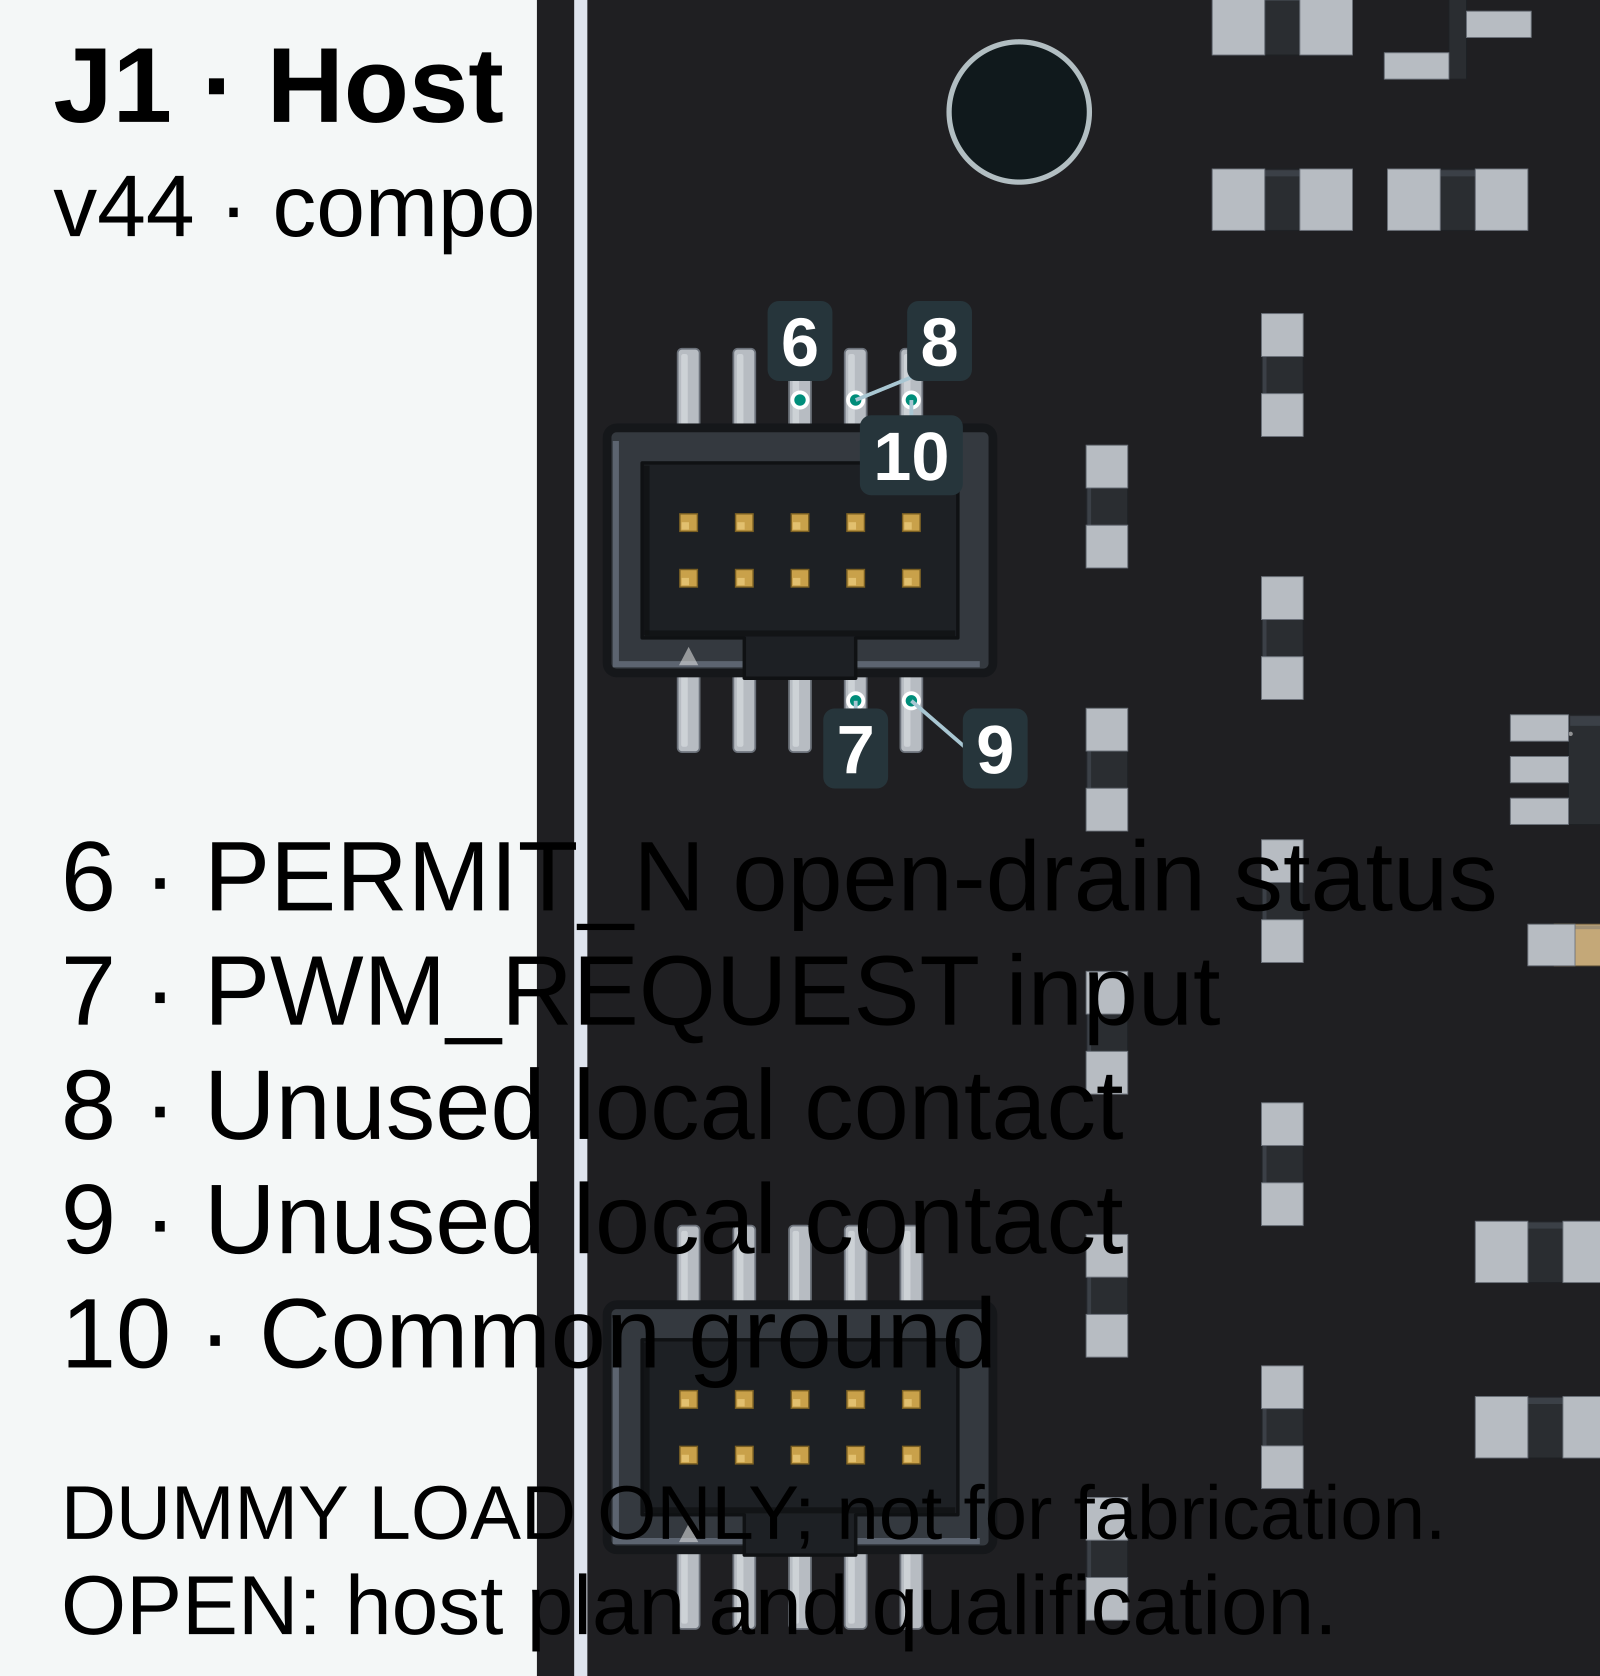 J1 · Host
v44 · compo
6
8
10
7
9
6 · PERMIT_N open-drain status
7 · PWM_REQUEST input
8 · Unused local contact
9 · Unused local contact
10 · Common ground
DUMMY LOAD ONLY; not for fabrication.
OPEN: host plan and qualification.